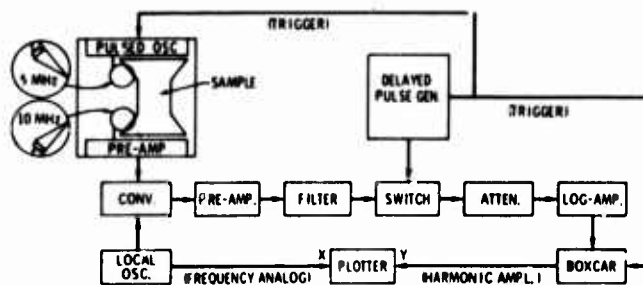 (TRIGGER)
PULSED OSC
5 MHz
SAMPLE
DELAYED
PULSE GEN.
10 MHz
(TRIGGER)
PRE-AMP
CONV.
PRE-AMP.
FILTER
SWITCH
ATTEN.
LOG-AMP.
LOCAL
OSC.
(FREQUENCY ANALOG)
X
PLOTTER
Y
(HARMONIC AMPL.)
BOXCAR